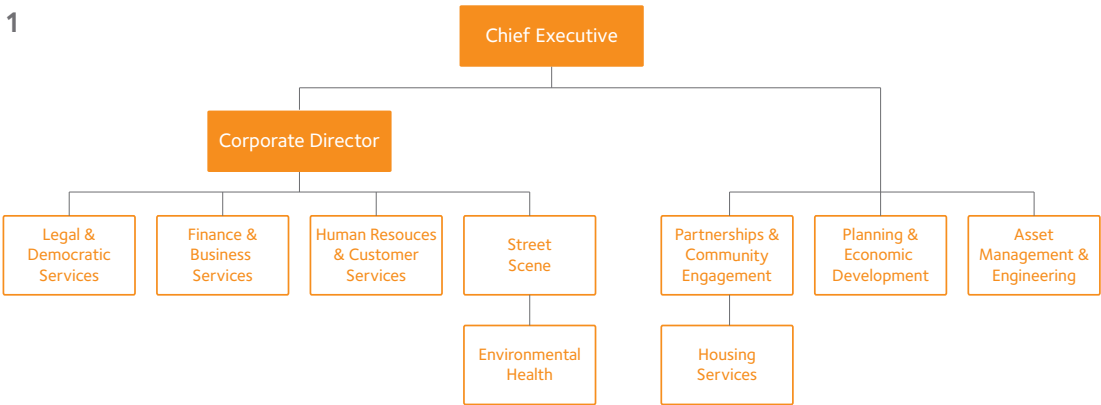 1
Chief Executive
Corporate Director
Legal &
Democratic
Services
Finance &
Business
Services
Human Resouces
& Customer
Services
Street
Scene
Partnerships &
Community
Engagement
Planning &
Economic
Development
Asset
Management &
Engineering
Environmental
Health
Housing
Services